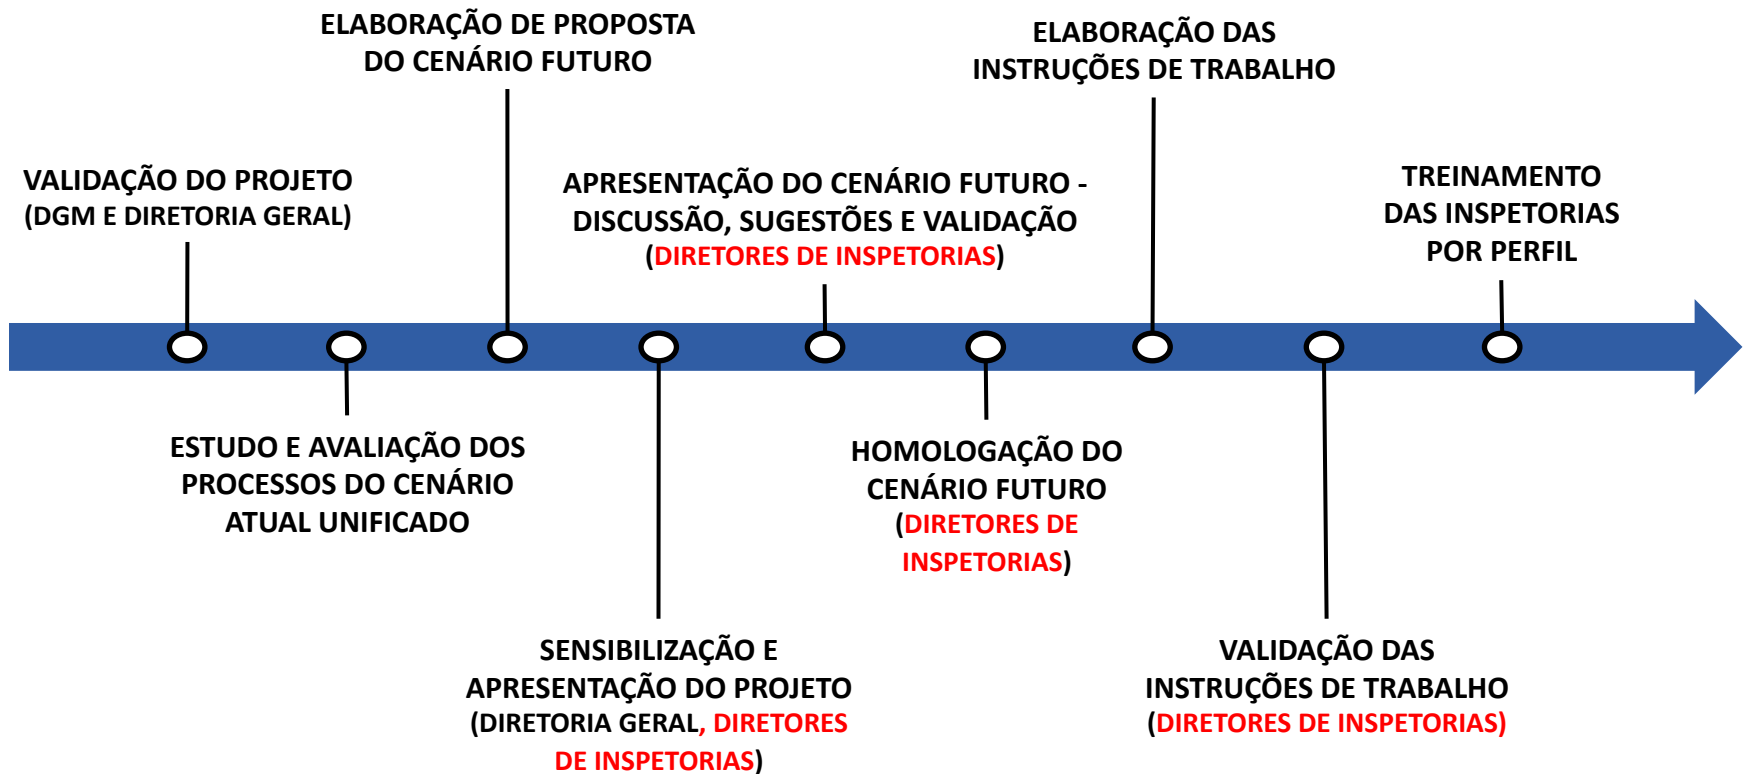 ELABORAÇÃO DE PROPOSTA
DO CENÁRIO FUTURO
ELABORAÇÃO DAS
INSTRUÇÕES DE TRABALHO
VALIDAÇÃO DO PROJETO
(DGM E DIRETORIA GERAL)
APRESENTAÇÃO DO CENÁRIO FUTURO -
DISCUSSÃO, SUGESTÕES E VALIDAÇÃO
(DIRETORES DE INSPETORIAS)
TREINAMENTO
DAS INSPETORIAS
POR PERFIL
ESTUDO E AVALIAÇÃO DOS
PROCESSOS DO CENÁRIO
ATUAL UNIFICADO
HOMOLOGAÇÃO DO
CENÁRIO FUTURO
(DIRETORES DE
INSPETORIAS)
SENSIBILIZAÇÃO E
APRESENTAÇÃO DO PROJETO
(DIRETORIA GERAL, DIRETORES
DE INSPETORIAS)
VALIDAÇÃO DAS
INSTRUÇÕES DE TRABALHO
(DIRETORES DE INSPETORIAS)